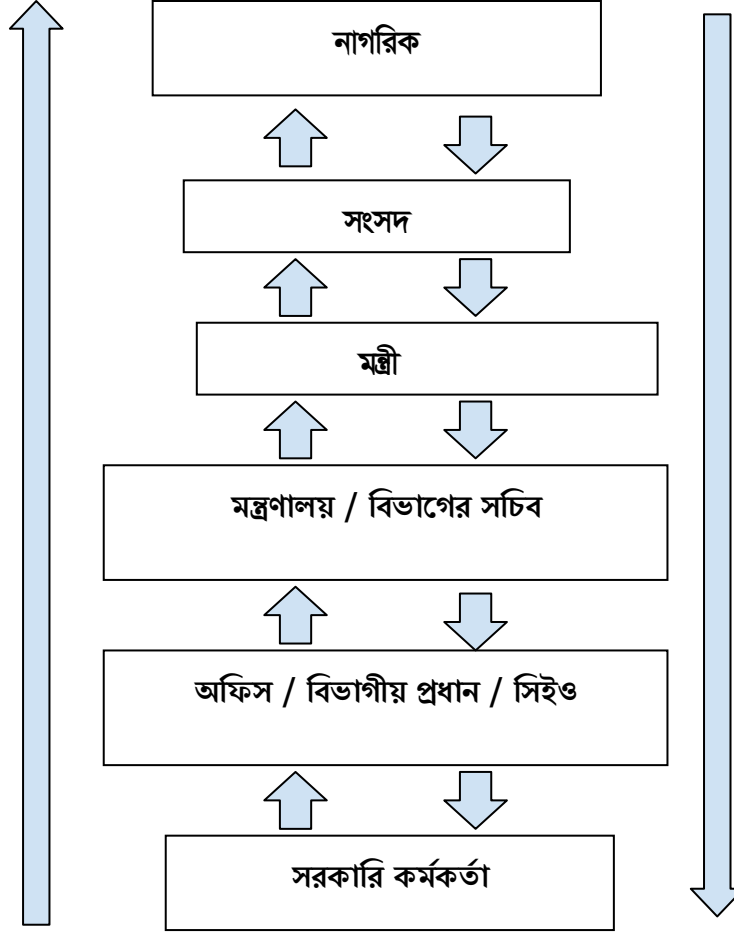 নাগরিক
সংসদ
মন্ত্রী
মন্ত্রণালয় / বিভাগের সচিব
অফিস / বিভাগীয় প্রধান / সিইও
সরকারি কর্মকর্তা